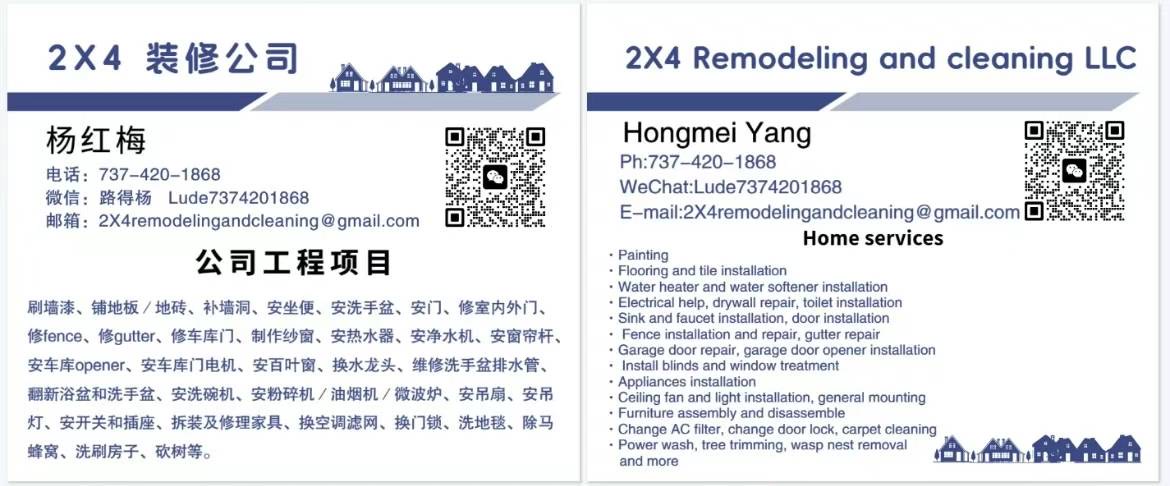 2X4 装修公司
杨红梅
电话：737-420-1868
微信：路得杨 Lude7374201868
邮箱：2X4remodelingandcleaning@gmail.com
公司工程项目
刷墙漆、铺地板／地砖、补墙洞、安坐便、安洗手盆、安门、修室内外门、
修fence、修gutter、修车库门、制作纱窗、安热水器、安净水机、安窗帘杆、
安车库opener、安车库门电机、安百叶窗、换水龙头、维修洗手盆排水管、
翻新浴盆和洗手盆、安洗碗机、安粉碎机／油烟机／微波炉、安吊扇、安吊
灯、安开关和插座、拆装及修理家具、换空调滤网、换门锁、洗地毯、除马
蜂窝、洗刷房子、砍树等。
2X4 Remodeling and cleaning LLC
Hongmei Yang
Ph:737-420-1868
WeChat:Lude7374201868
E-mail:2X4remodelingandcleaning@gmail.com
Home services
· Painting
· Flooring and tile installation
· Water heater and water softener installation
· Electrical help, drywall repair, toilet installation
· Sink and faucet installation, door installation
· Fence installation and repair, gutter repair
· Garage door repair, garage door opener installation
· Install blinds and window treatment
· Appliances installation
· Ceiling fan and light installation, general mounting
· Furniture assembly and disassemble
· Change AC filter, change door lock, carpet cleaning
· Power wash, tree trimming, wasp nest removal
and more